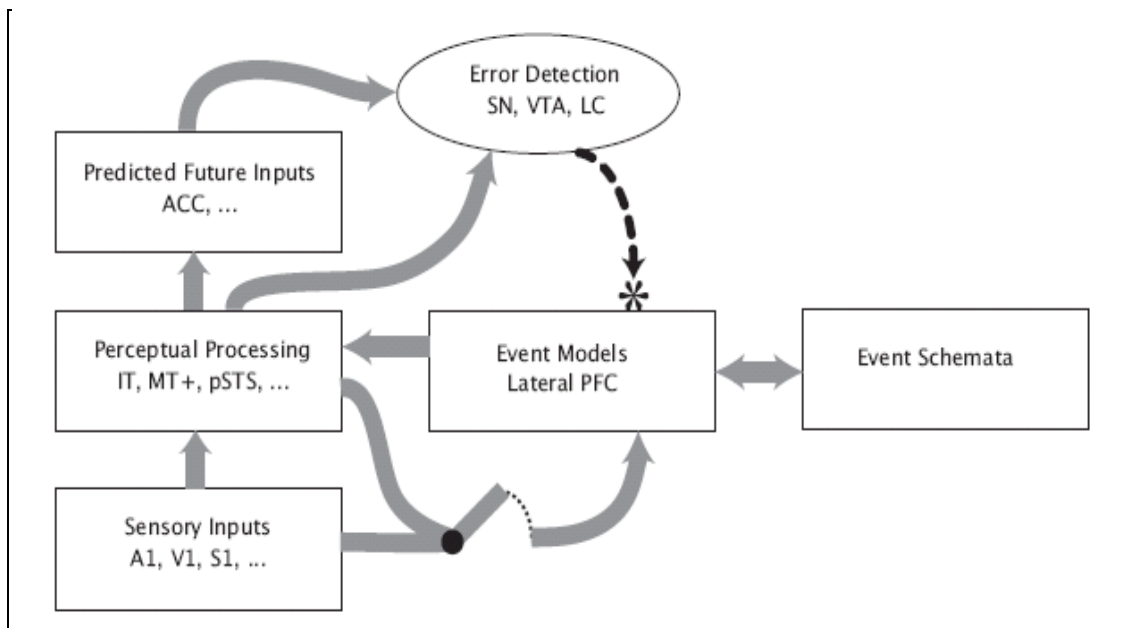 Error Detection
SN, VTA, LC
Predicted Future Inputs
ACC, ...
Perceptual Processing
IT, MT+, pSTS, ...
Event Models
Lateral PFC
Event Schemata
Sensory Inputs
A1, V1, S1, ...